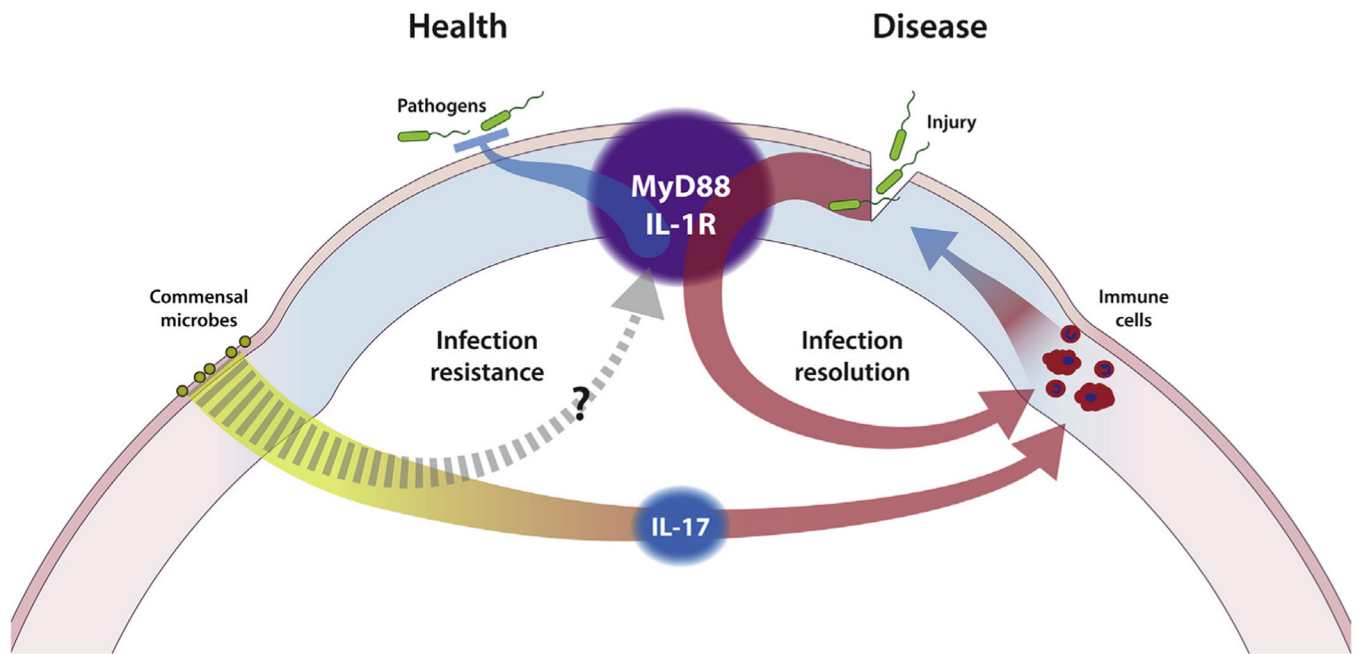 Health
Disease
Pathogens
Injury
MyD88
IL-1R
Commensal
microbes
Immune
cells
Infection
resistance
Infection
resolution
?
IL-17